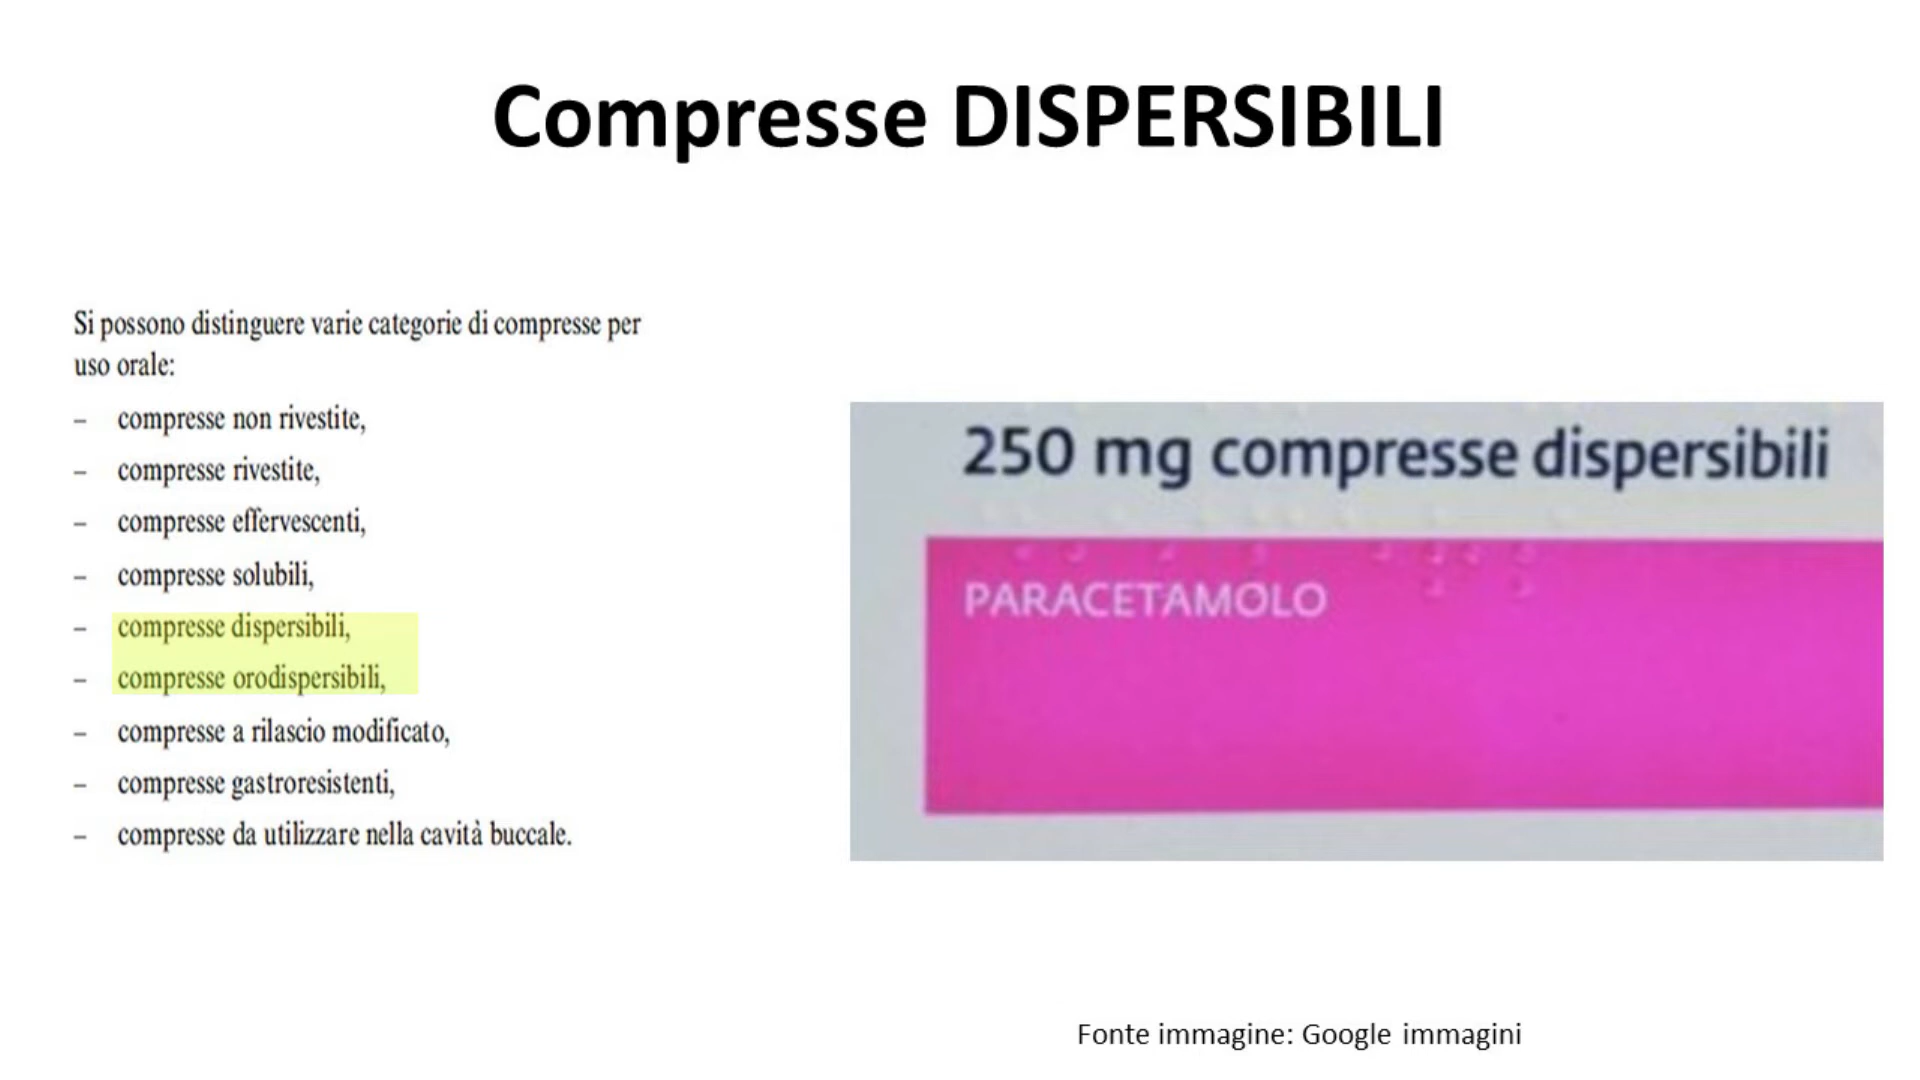 Compresse DISPERSIBILI
Si possono distinguere varie categorie di compresse per
uso orale:
– compresse non rivestite,
– compresse rivestite,
– compresse effervescenti,
– compresse solubili,
– compresse dispersibili,
– compresse orodispersibili,
– compresse a rilascio modificato,
– compresse gastroresistenti,
– compresse da utilizzare nella cavità buccale.
250 mg compresse dispersibili
PARACETAMOLO
Fonte immagine: Google immagini